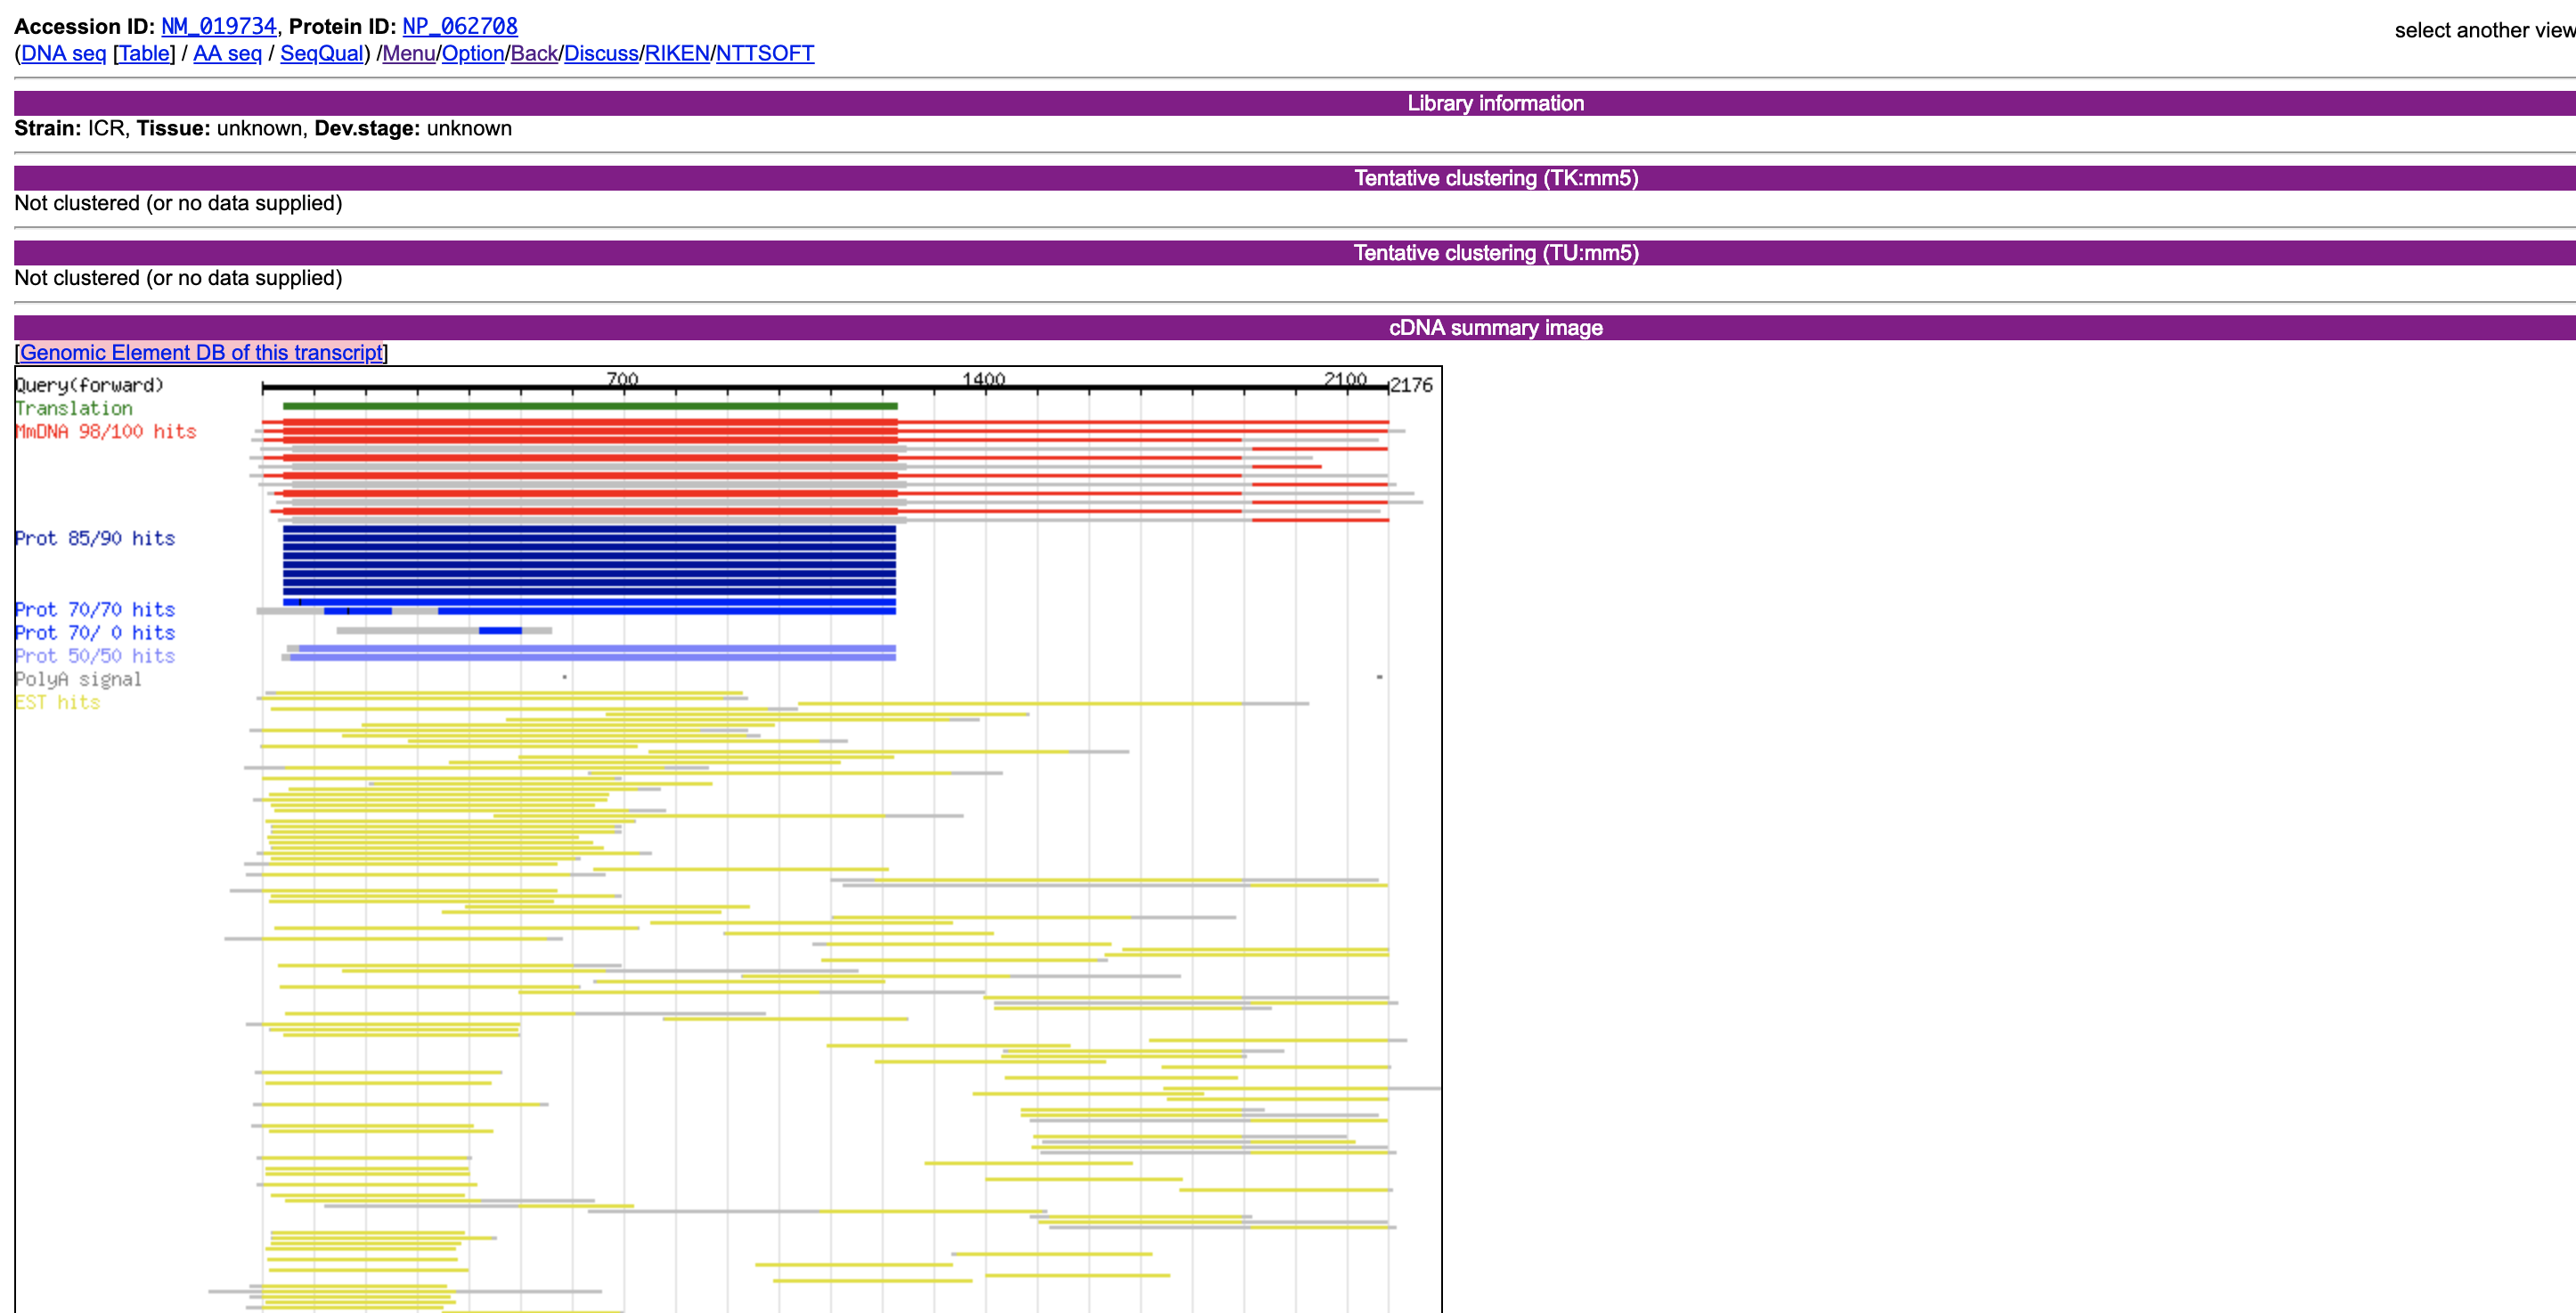 Accession ID: NM_019734, Protein ID: NP_062708
select another view
(DNA seq [Table] / AA seq / SeqQual) /Menu/Option/Back/Discuss/RIKEN/NTTSOFT
Library information
Strain: ICR, Tissue: unknown, Dev.stage: unknown
Tentative clustering (TK:mm5)
Not clustered (or no data supplied)
Tentative clustering (TU:mm5)
Not clustered (or no data supplied)
cDNA summary image
[Genomic Element DB of this transcript]
Query(forward) 700 1400 2100 2176
Translation
MmDNA 98/100 hits
Prot 85/90 hits
Prot 70/70 hits
Prot 70/ 0 hits
Prot 50/50 hits
PolyA signal
EST hits